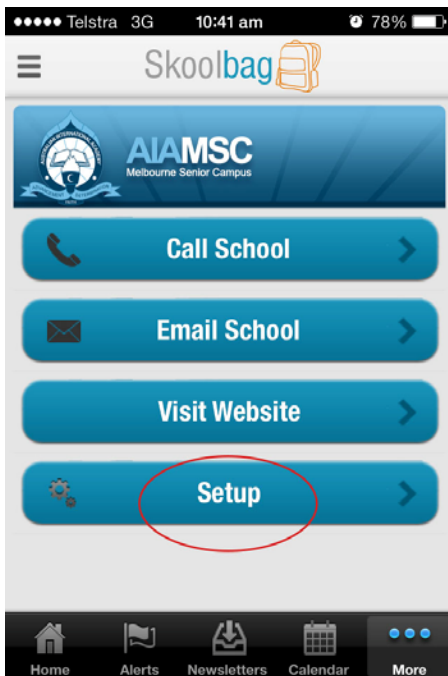 Telstra 3G 10:41 am 78%
Skoolbag
AIAMSC
Melbourne Senior Campus
Call School
Email School
Visit Website
Setup
Home Alerts Newsletters Calendar More